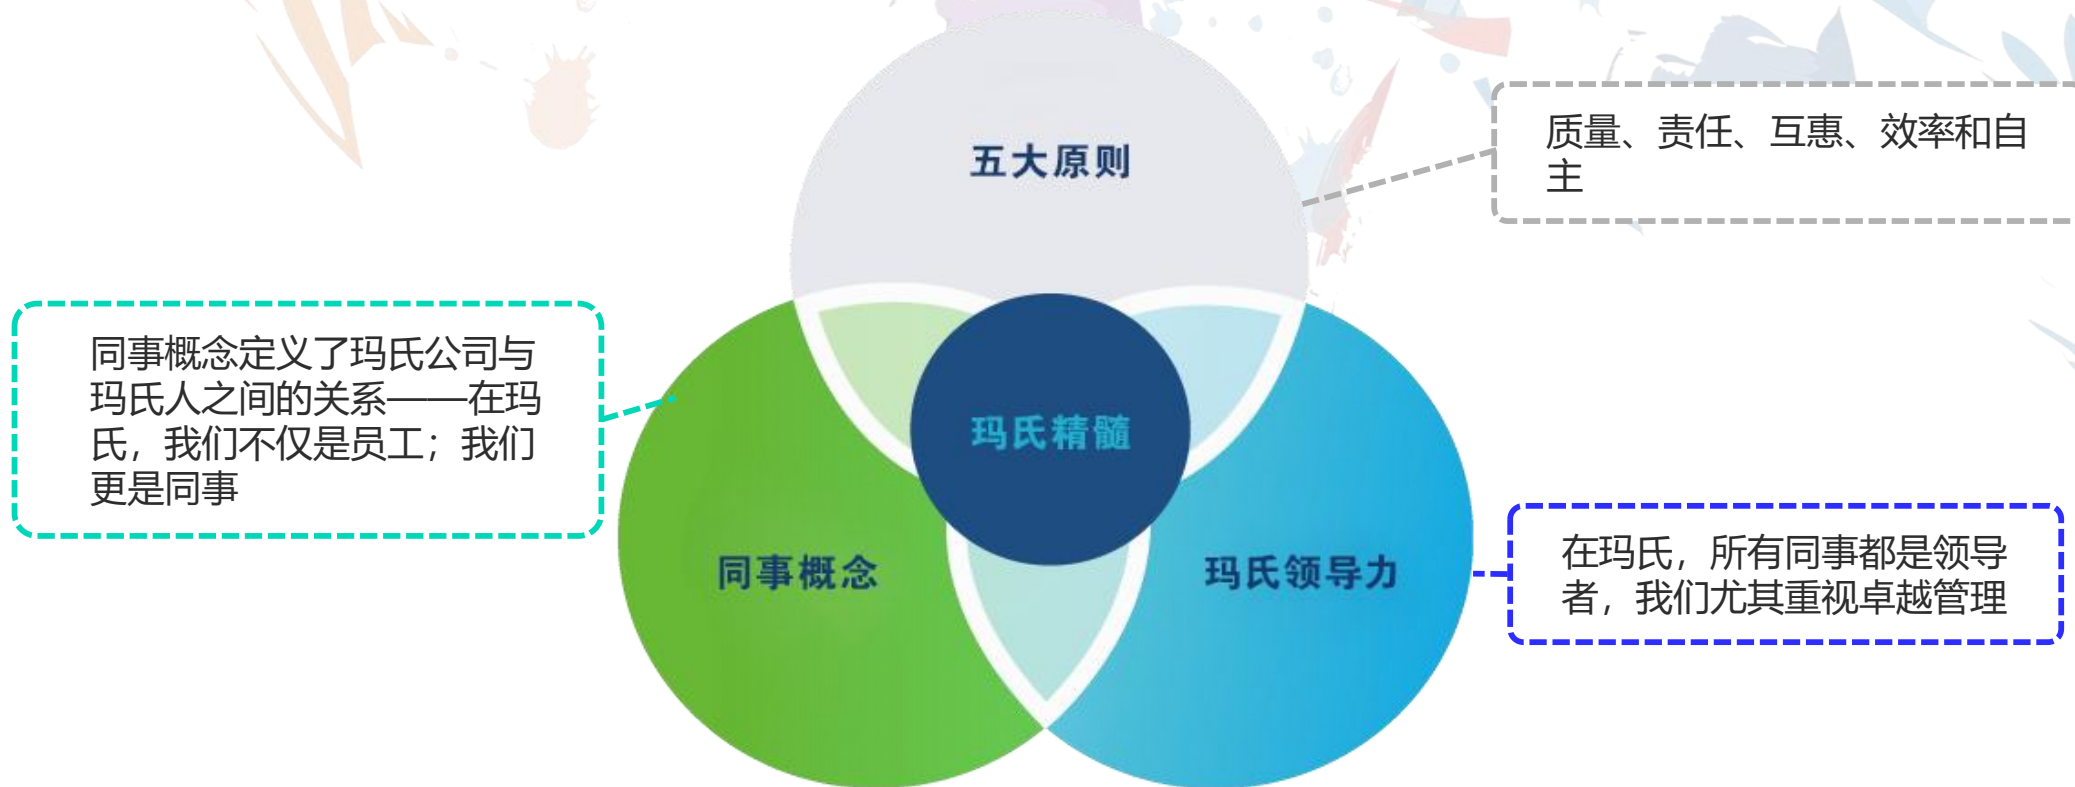 五大原则
质量、责任、互惠、效率和自
主
同事概念定义了玛氏公司与
玛氏人之间的关系——在玛
氏，我们不仅是员工；我们
更是同事
玛氏精髓
同事概念
玛氏领导力
在玛氏，所有同事都是领导
者，我们尤其重视卓越管理